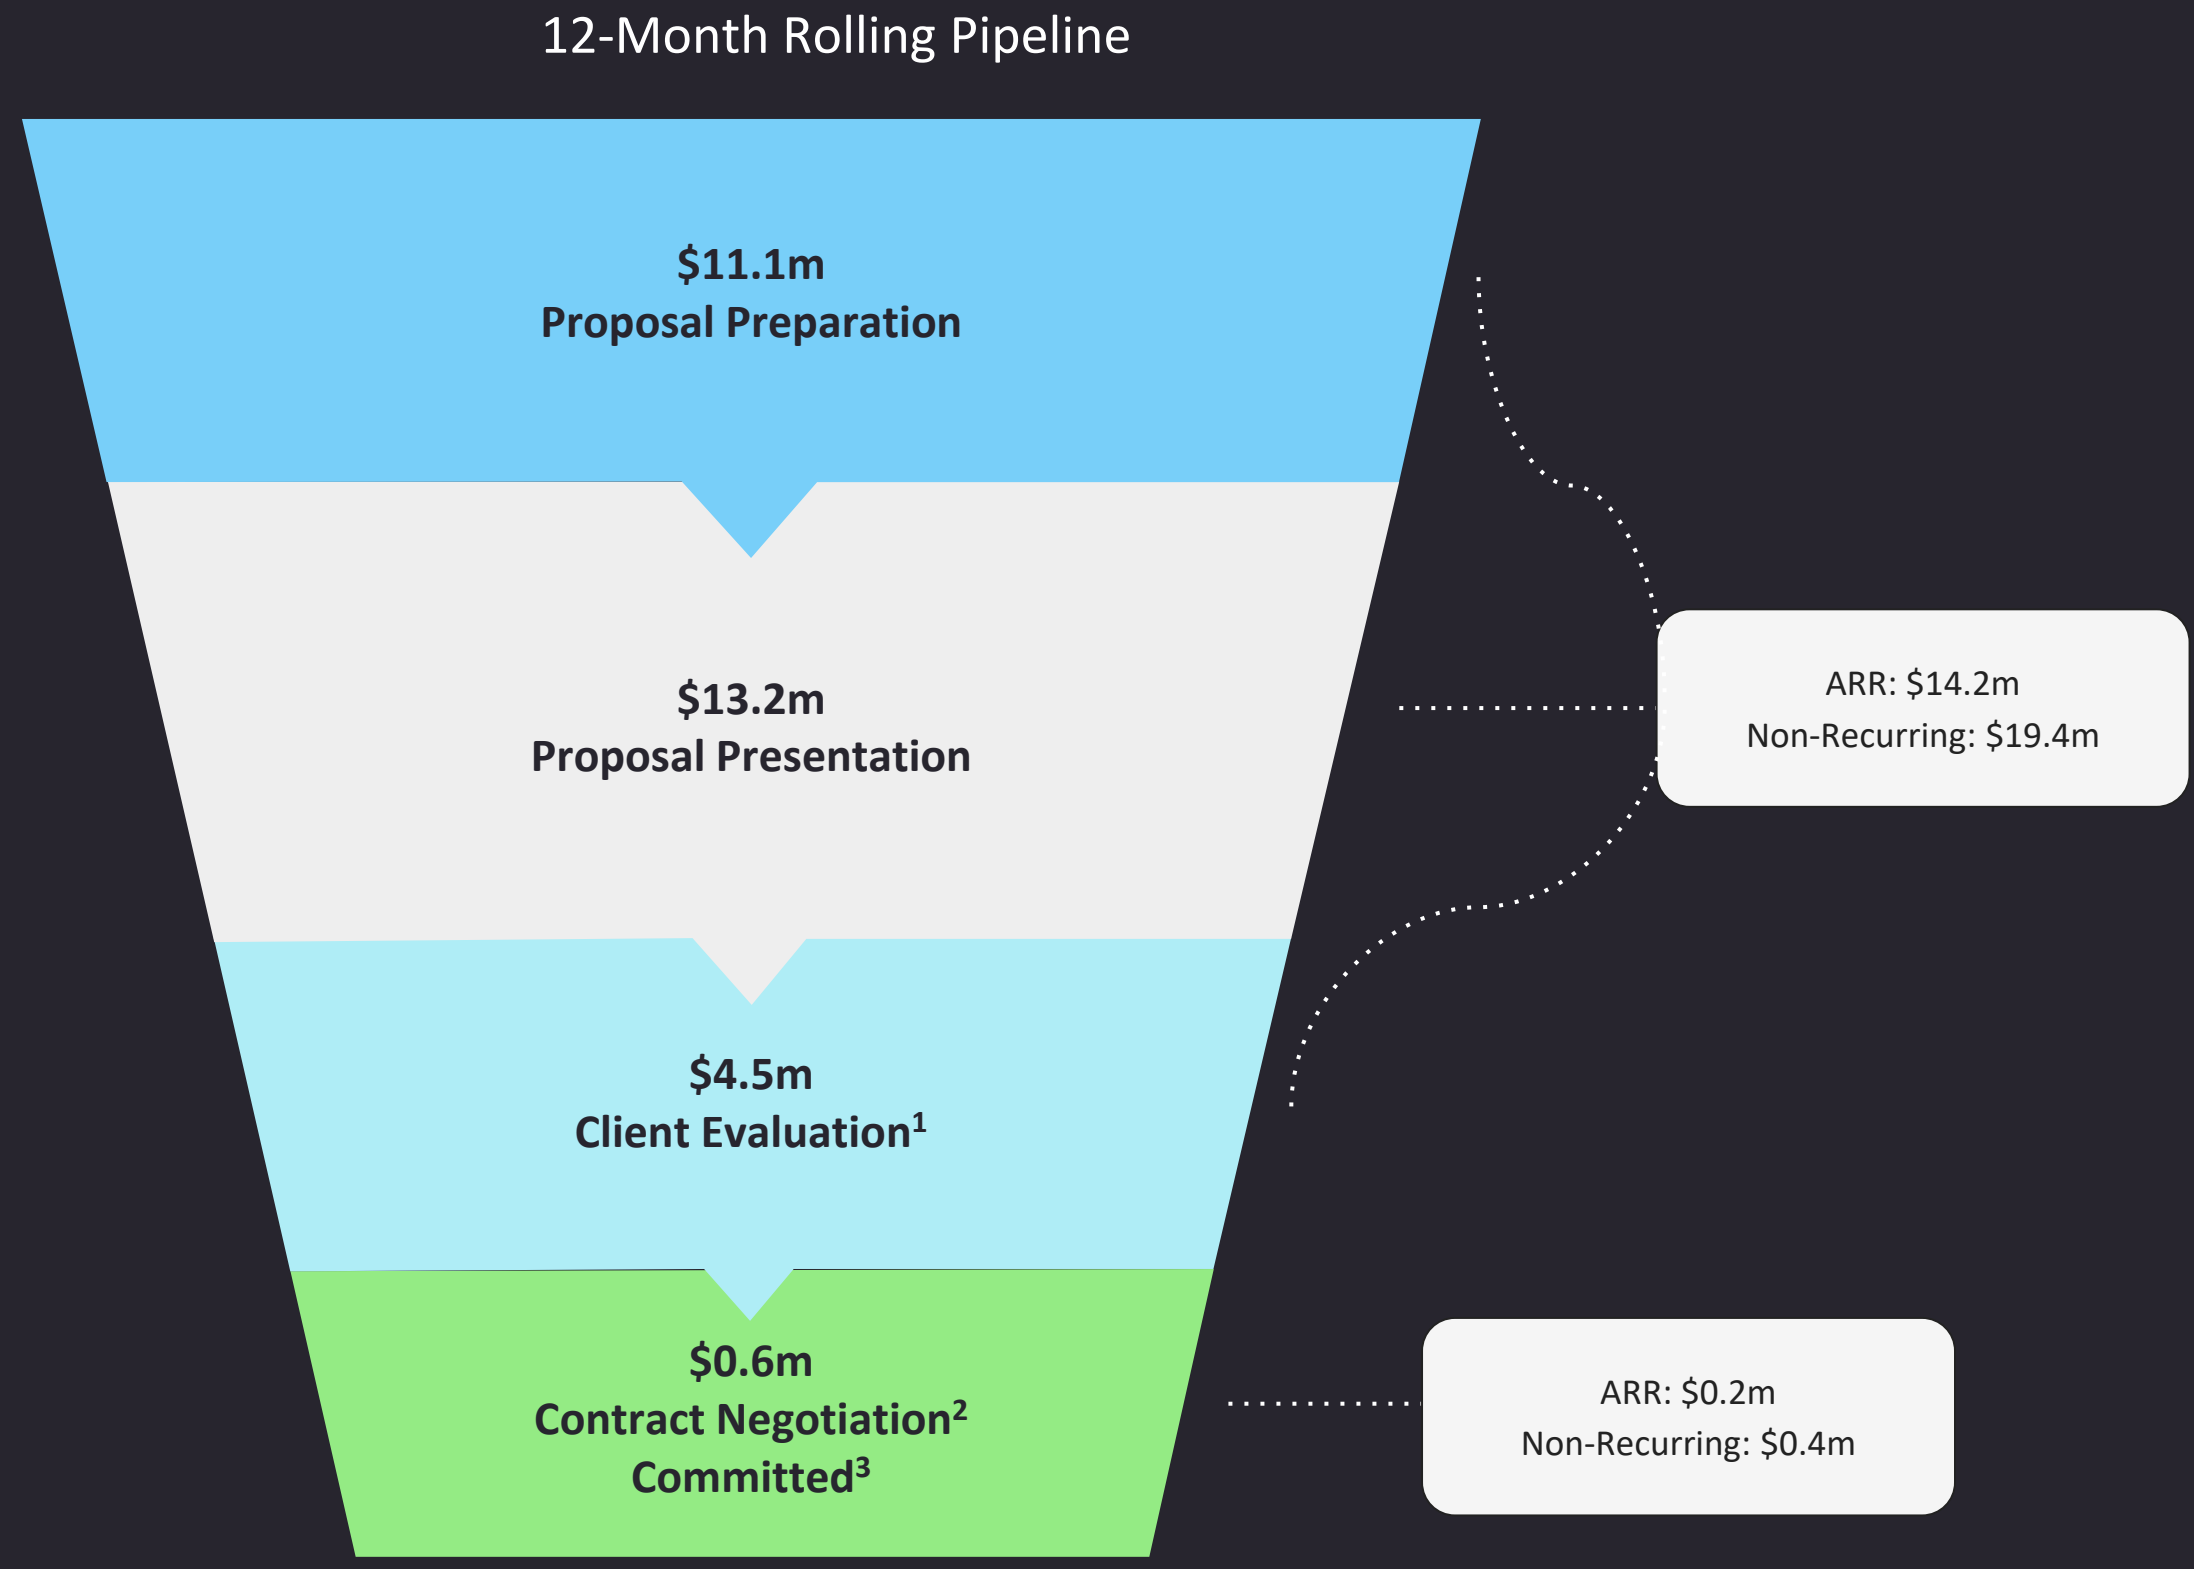 12-Month Rolling Pipeline
$11.1m
Proposal Preparation
$13.2m
Proposal Presentation
ARR: $14.2m
Non-Recurring: $19.4m
$4.5m
Client Evaluation¹
$0.6m
Contract Negotiation²
Committed³
ARR: $0.2m
Non-Recurring: $0.4m